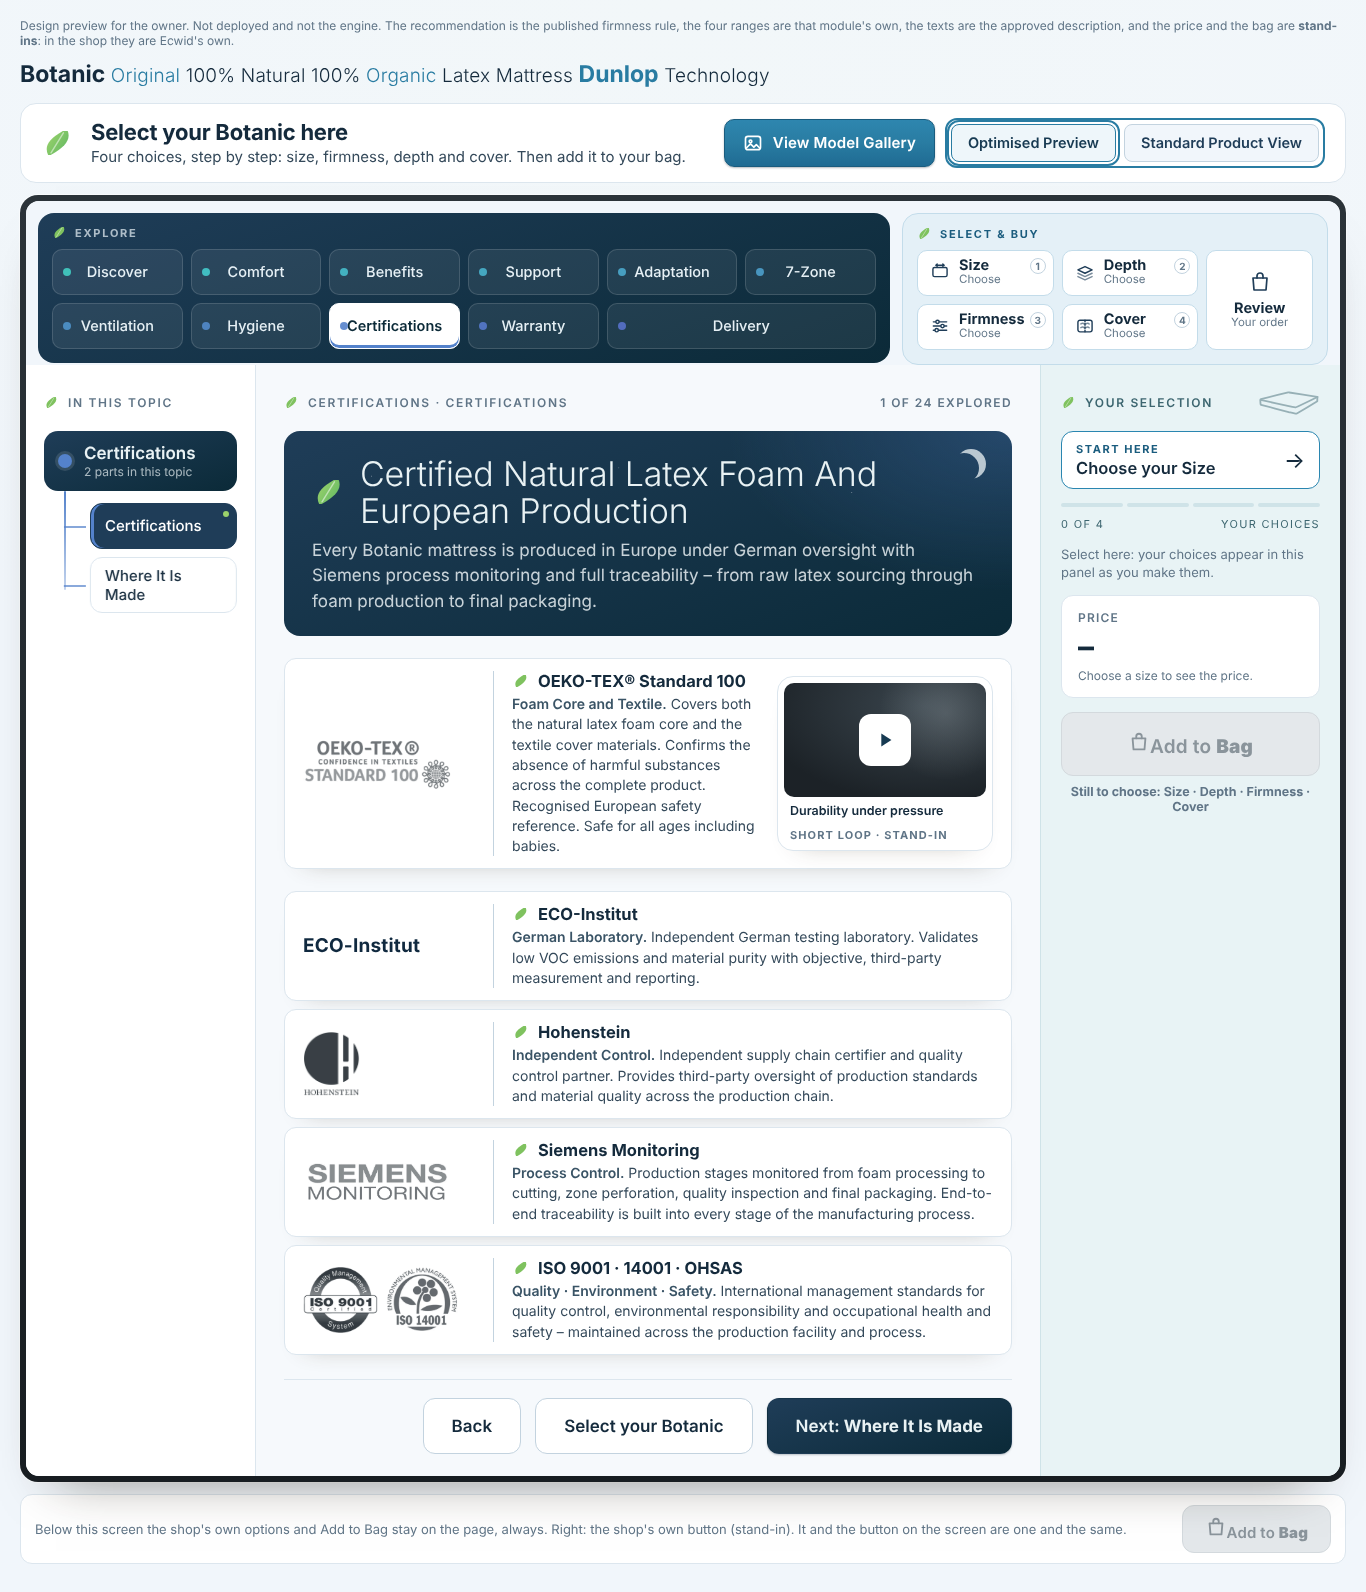 Design preview for the owner. Not deployed and not the engine. The recommendation is the published firmness rule, the four ranges are that module's own, the texts are the approved description, and the price and the bag are stand-
ins: in the shop they are Ecwid's own.
Botanic Original 100% Natural 100% Organic Latex Mattress Dunlop Technology
Select your Botanic here
Four choices, step by step: size, firmness, depth and cover. Then add it to your bag.
View Model Gallery
Optimised Preview
Standard Product View
EXPLORE
Discover
Comfort
Benefits
Support
Adaptation
7-Zone
Ventilation
Hygiene
Certifications
Warranty
Delivery
SELECT & BUY
Size
Choose
1
Depth
Choose
2
Firmness
Choose
3
Cover
Choose
4
Review
Your order
IN THIS TOPIC
Certifications
2 parts in this topic
Certifications
Where It Is
Made
CERTIFICATIONS · CERTIFICATIONS
1 OF 24 EXPLORED
Certified Natural Latex Foam And
European Production
Every Botanic mattress is produced in Europe under German oversight with
Siemens process monitoring and full traceability – from raw latex sourcing through
foam production to final packaging.
OEKO-TEX®
CONFIDENCE IN TEXTILES
STANDARD 100
OEKO-TEX® Standard 100
Foam Core and Textile. Covers both
the natural latex foam core and the
textile cover materials. Confirms the
absence of harmful substances
across the complete product.
Recognised European safety
reference. Safe for all ages including
babies.
Durability under pressure
SHORT LOOP · STAND-IN
ECO-Institut
ECO-Institut
German Laboratory. Independent German testing laboratory. Validates
low VOC emissions and material purity with objective, third-party
measurement and reporting.
HOHENSTEIN
Hohenstein
Independent Control. Independent supply chain certifier and quality
control partner. Provides third-party oversight of production standards
and material quality across the production chain.
SIEMENS
MONITORING
Siemens Monitoring
Process Control. Production stages monitored from foam processing to
cutting, zone perforation, quality inspection and final packaging. End-to-
end traceability is built into every stage of the manufacturing process.
Quality Management
ISO 9001
Certified
System
ENVIRONMENTAL MANAGEMENT SYSTEM
ISO 14001
ISO 9001 · 14001 · OHSAS
Quality · Environment · Safety. International management standards for
quality control, environmental responsibility and occupational health and
safety – maintained across the production facility and process.
Back
Select your Botanic
Next: Where It Is Made
YOUR SELECTION
START HERE
Choose your Size
0 OF 4
YOUR CHOICES
Select here: your choices appear in this
panel as you make them.
PRICE
–
Choose a size to see the price.
Add to Bag
Still to choose: Size · Depth · Firmness ·
Cover
Below this screen the shop's own options and Add to Bag stay on the page, always. Right: the shop's own button (stand-in). It and the button on the screen are one and the same.
Add to Bag